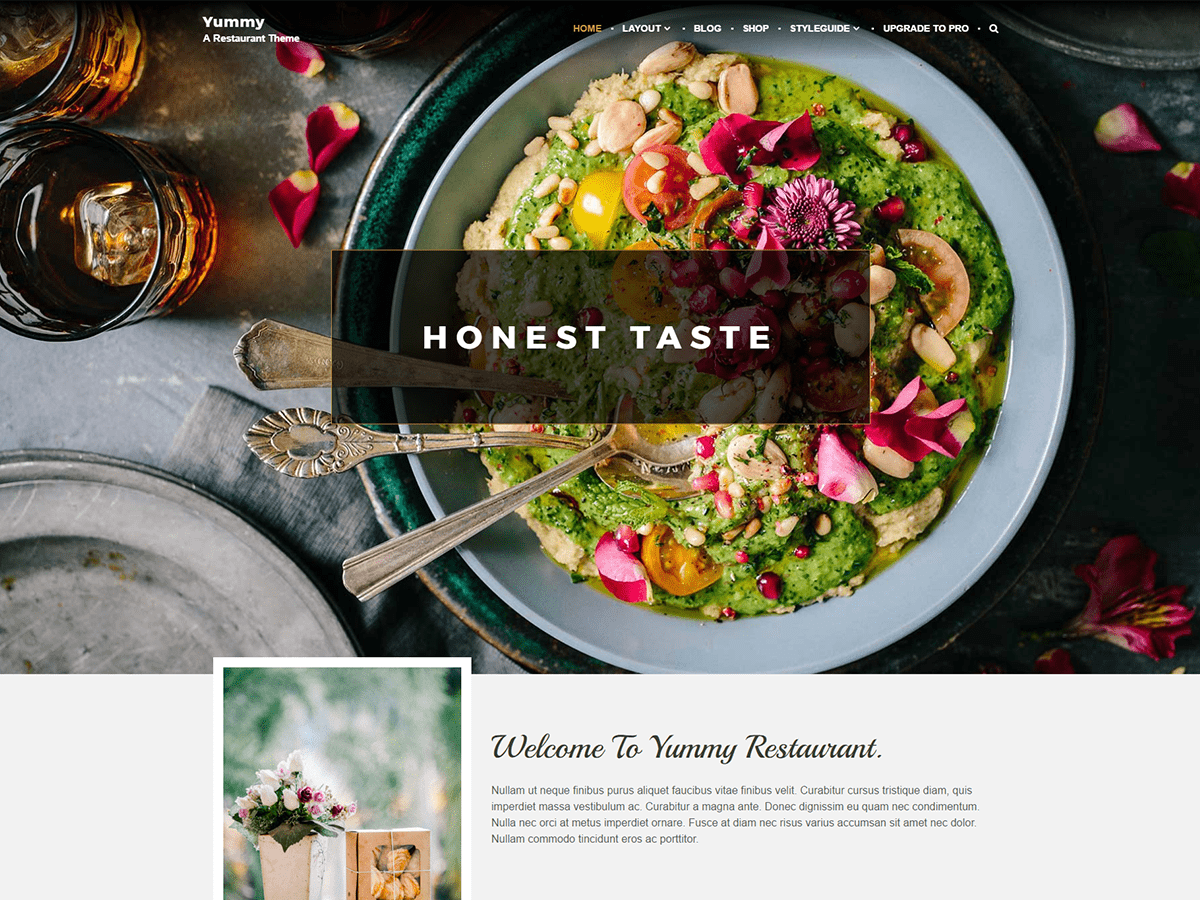 Yummy
A Restaurant Theme
HOME • LAYOUT • BLOG • SHOP • STYLEGUIDE • UPGRADE TO PRO •
HONEST TASTE
Welcome To Yummy Restaurant.
Nullam ut neque finibus purus aliquet faucibus vitae finibus velit. Curabitur cursus tristique diam, quis
imperdiet massa vestibulum ac. Curabitur a magna ante. Donec dignissim eu quam nec condimentum.
Nulla nec orci at metus imperdiet ornare. Fusce at diam nec risus varius accumsan sit amet nec dolor.
Nullam commodo tincidunt eros ac porttitor.